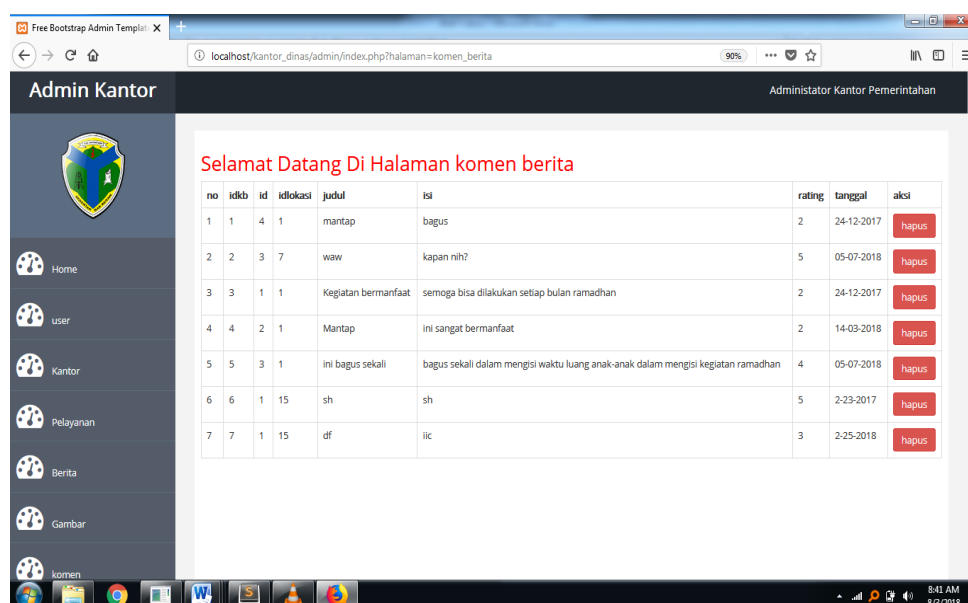 Free Bootstrap Admin Templat
localhost/kantor_dinas/admin/index.php?halaman=komen_berita 90%
Admin Kantor Administator Kantor Pemerintahan
Selamat Datang Di Halaman komen berita
no idkb id idlokasi judul isi rating tanggal aksi
1 1 4 1 mantap bagus 2 24-12-2017 hapus
2 2 3 7 waw kapan nih? 5 05-07-2018 hapus
3 3 1 1 Kegiatan bermanfaat semoga bisa dilakukan setiap bulan ramadhan 2 24-12-2017 hapus
4 4 2 1 Mantap ini sangat bermanfaat 2 14-03-2018 hapus
5 5 3 1 ini bagus sekali bagus sekali dalam mengisi waktu luang anak-anak dalam mengisi kegiatan ramadhan 4 05-07-2018 hapus
6 6 1 15 sh sh 5 2-23-2017 hapus
7 7 1 15 df iic 3 2-25-2018 hapus
Home
user
Kantor
Pelayanan
Berita
Gambar
komen
8:41 AM
8/3/2018